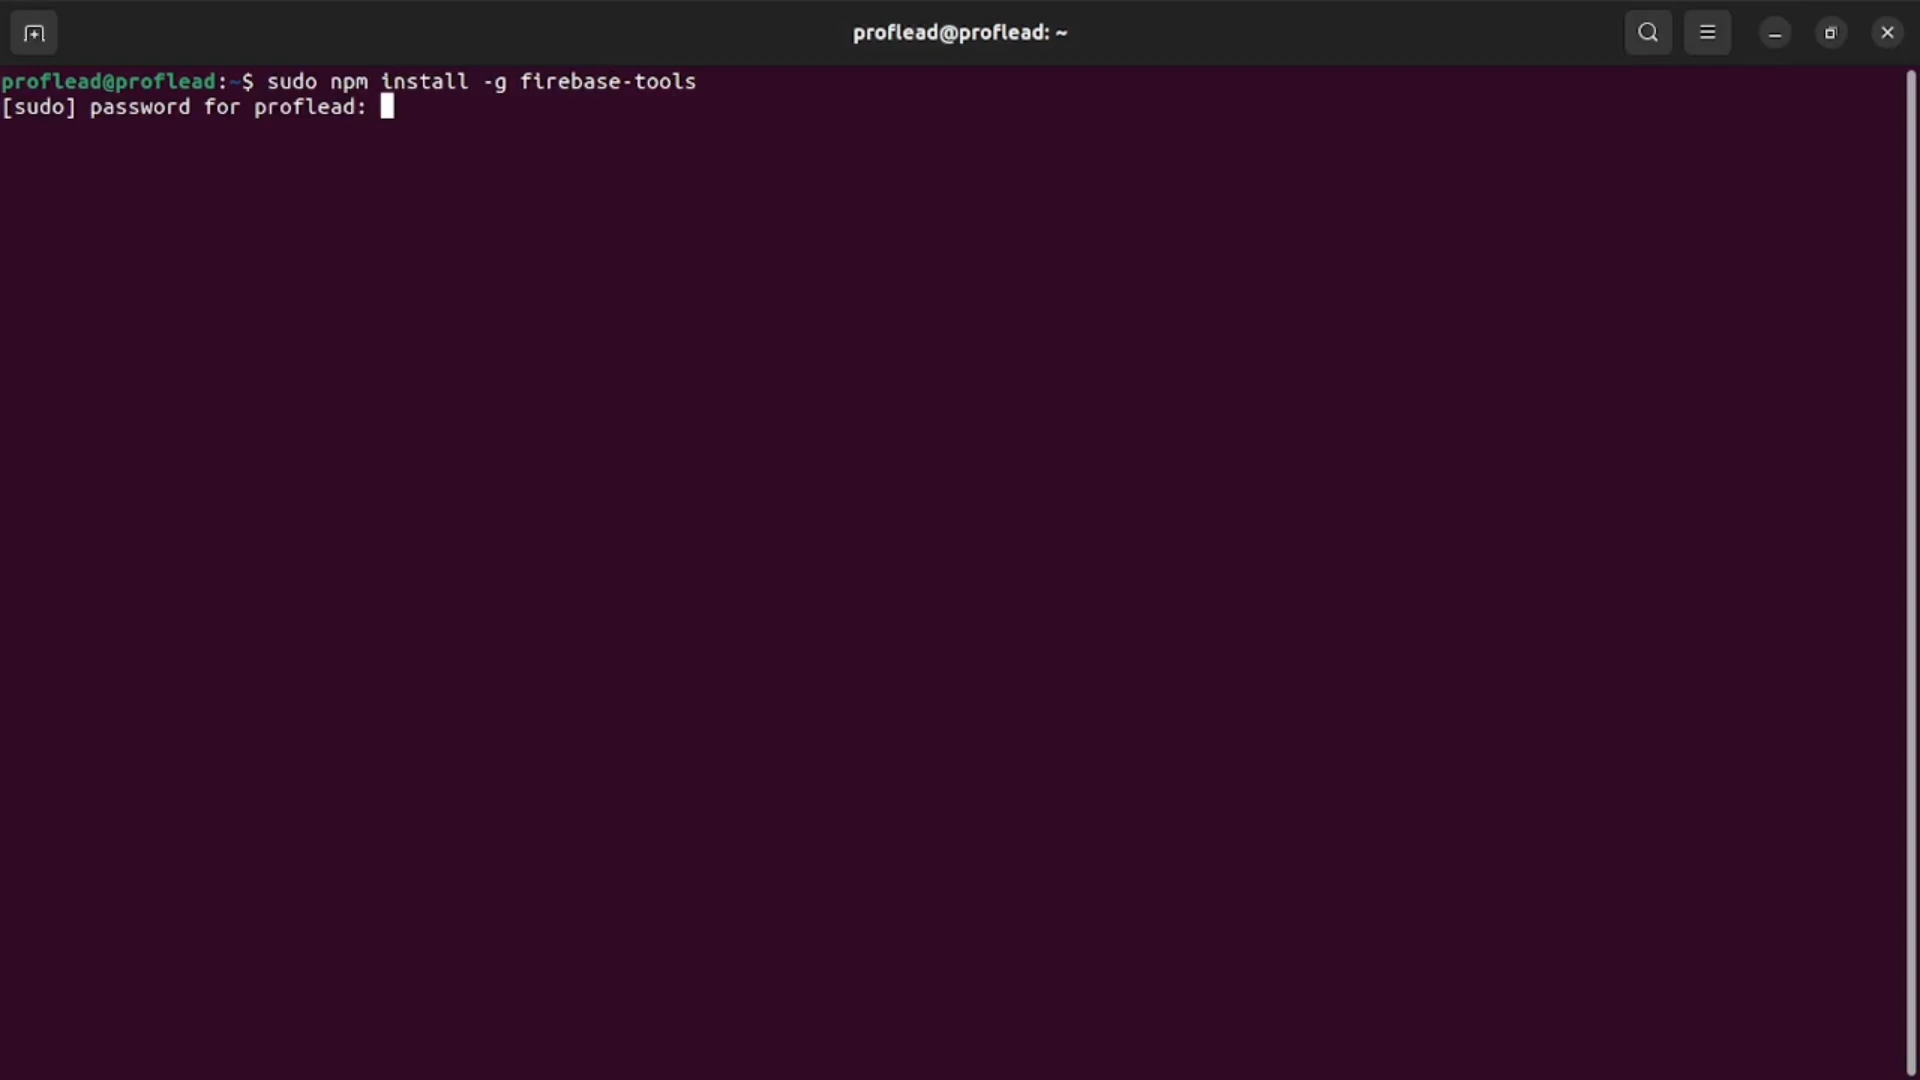 proflead@proflead: ~
proflead@proflead:~$ sudo npm install -g firebase-tools
[sudo] password for proflead: